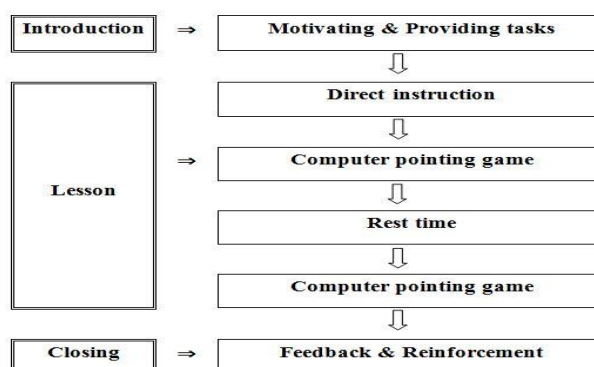 Introduction ⇒ Motivating & Providing tasks
Direct instruction
⇒ Computer pointing game
Lesson
Rest time
Computer pointing game
Closing ⇒ Feedback & Reinforcement